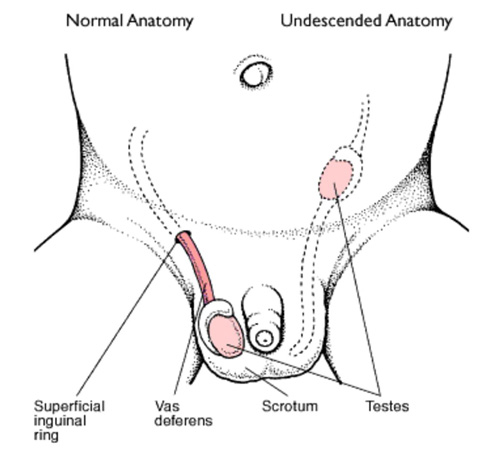 Normal Anatomy
Undescended Anatomy
Superficial
inguinal
ring
Vas
deferens
Scrotum
Testes